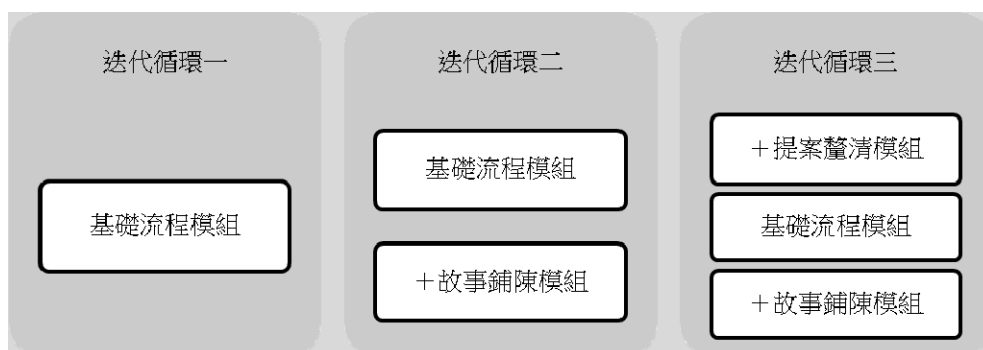 迭代循環一
基礎流程模組
迭代循環二
基礎流程模組
＋故事鋪陳模組
迭代循環三
＋提案釐清模組
基礎流程模組
＋故事鋪陳模組